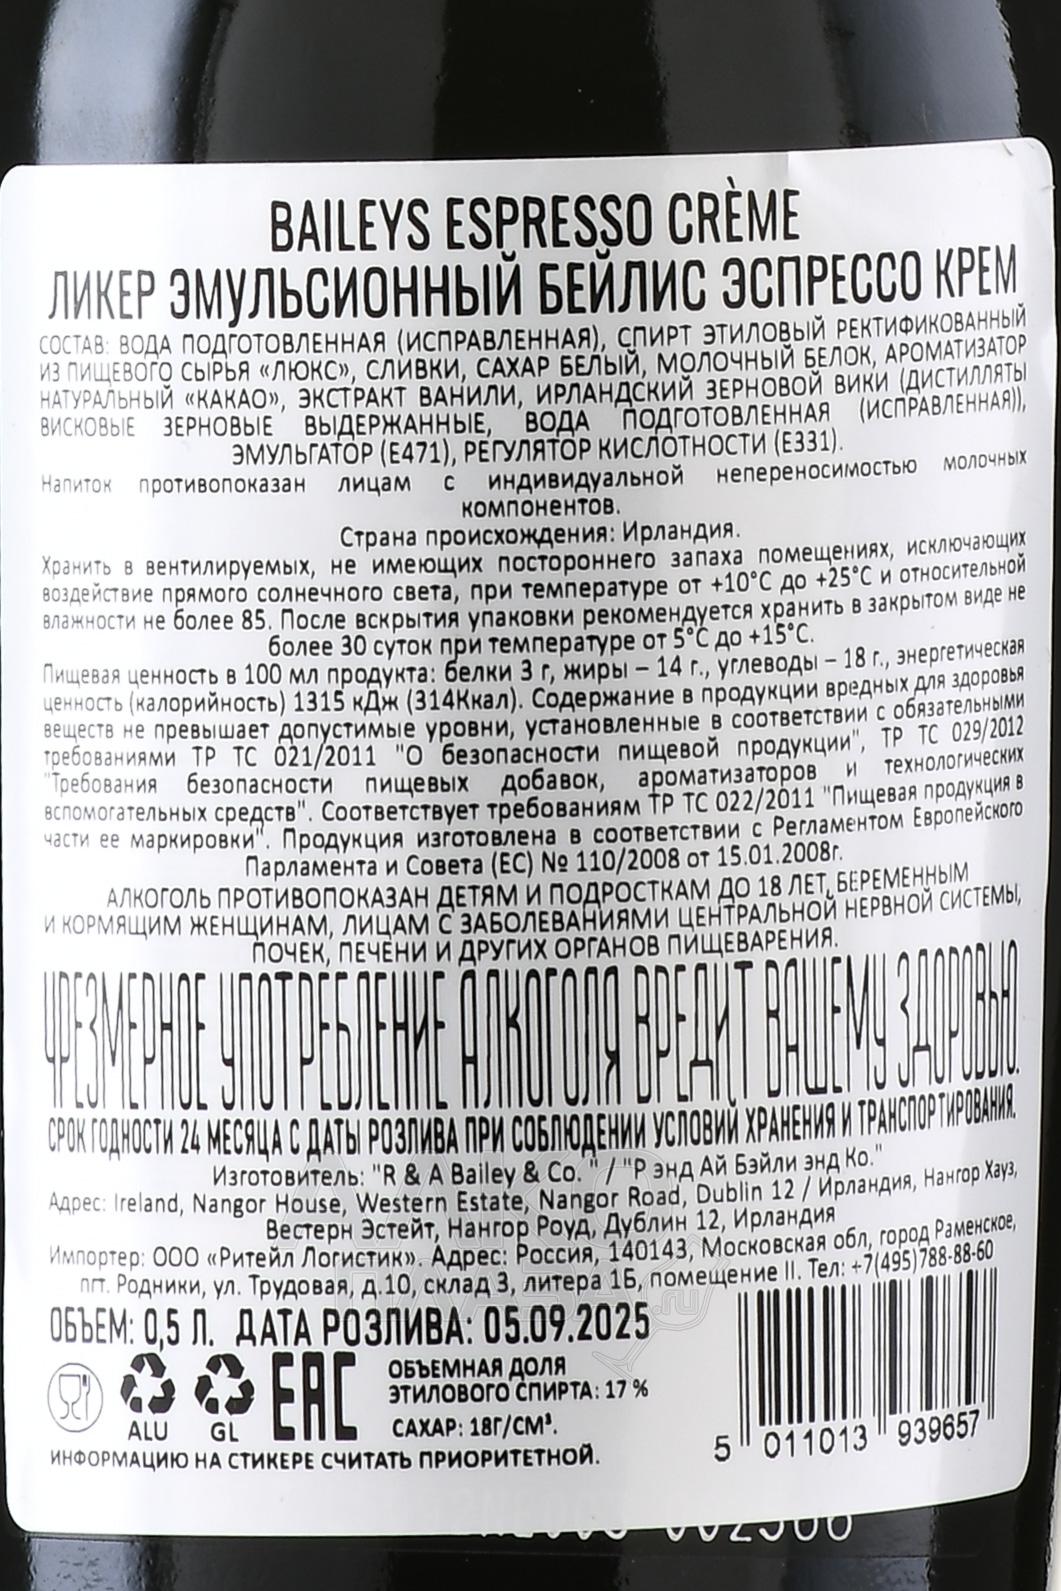 BAILEYS ESPRESSO CRÈME
ЛИКЕР ЭМУЛЬСИОННЫЙ БЕЙЛИС ЭСПРЕССО КРЕМ
СОСТАВ: ВОДА ПОДГОТОВЛЕННАЯ (ИСПРАВЛЕННАЯ), СПИРТ ЭТИЛОВЫЙ РЕКТИФИКОВАННЫЙ
ИЗ ПИЩЕВОГО СЫРЬЯ «ЛЮКС», СЛИВКИ, САХАР БЕЛЫЙ, МОЛОЧНЫЙ БЕЛОК, АРОМАТИЗАТОР
НАТУРАЛЬНЫЙ «КАКАО», ЭКСТРАКТ ВАНИЛИ, ИРЛАНДСКИЙ ЗЕРНОВОЙ ВИКИ (ДИСТИЛЛЯТЫ
ВИСКОВЫЕ ЗЕРНОВЫЕ ВЫДЕРЖАННЫЕ, ВОДА ПОДГОТОВЛЕННАЯ (ИСПРАВЛЕННАЯ)),
ЭМУЛЬГАТОР (Е471), РЕГУЛЯТОР КИСЛОТНОСТИ (Е331).
Напиток противопоказан лицам с индивидуальной непереносимостью молочных
компонентов.
Страна происхождения: Ирландия.
Хранить в вентилируемых, не имеющих постороннего запаха помещениях, исключающих
воздействие прямого солнечного света, при температуре от +10°С до +25°С и относительной
влажности не более 85. После вскрытия упаковки рекомендуется хранить в закрытом виде не
более 30 суток при температуре от 5°С до +15°С.
Пищевая ценность в 100 мл продукта: белки 3 г, жиры – 14 г., углеводы – 18 г., энергетическая
ценность (калорийность) 1315 кДж (314Ккал). Содержание в продукции вредных для здоровья
веществ не превышает допустимые уровни, установленные в соответствии с обязательными
требованиями ТР ТС 021/2011 "О безопасности пищевой продукции", ТР ТС 029/2012
"Требования безопасности пищевых добавок, ароматизаторов и технологических
вспомогательных средств". Соответствует требованиям ТР ТС 022/2011 "Пищевая продукция в
части ее маркировки". Продукция изготовлена в соответствии с Регламентом Европейского
Парламента и Совета (ЕС) № 110/2008 от 15.01.2008г.
АЛКОГОЛЬ ПРОТИВОПОКАЗАН ДЕТЯМ И ПОДРОСТКАМ ДО 18 ЛЕТ, БЕРЕМЕННЫМ
И КОРМЯЩИМ ЖЕНЩИНАМ, ЛИЦАМ С ЗАБОЛЕВАНИЯМИ ЦЕНТРАЛЬНОЙ НЕРВНОЙ СИСТЕМЫ,
ПОЧЕК, ПЕЧЕНИ И ДРУГИХ ОРГАНОВ ПИЩЕВАРЕНИЯ.
ЧРЕЗМЕРНОЕ УПОТРЕБЛЕНИЕ АЛКОГОЛЯ ВРЕДИТ ВАШЕМУ ЗДОРОВЬЮ.
СРОК ГОДНОСТИ 24 МЕСЯЦА С ДАТЫ РОЗЛИВА ПРИ СОБЛЮДЕНИИ УСЛОВИЙ ХРАНЕНИЯ И ТРАНСПОРТИРОВАНИЯ.
Изготовитель: "R & A Bailey & Co. " / "Р энд Ай Бэйли энд Ко."
Адрес: Ireland, Nangor House, Western Estate, Nangor Road, Dublin 12 / Ирландия, Нангор Хауз,
Вестерн Эстейт, Нангор Роуд, Дублин 12, Ирландия
Импортер: ООО «Ритейл Логистик». Адрес: Россия, 140143, Московская обл, город Раменское,
пгт. Родники, ул. Трудовая, д.10, склад 3, литера 1Б, помещение II. Тел: +7(495)788-88-60
ОБЪЕМ: 0,5 Л. ДАТА РОЗЛИВА: 05.09.2025
ОБЪЕМНАЯ ДОЛЯ
ЭТИЛОВОГО СПИРТА: 17 %
САХАР: 18Г/СМ³.
ALU GL EAC
ИНФОРМАЦИЮ НА СТИКЕРЕ СЧИТАТЬ ПРИОРИТЕТНОЙ.
5 011013 939657